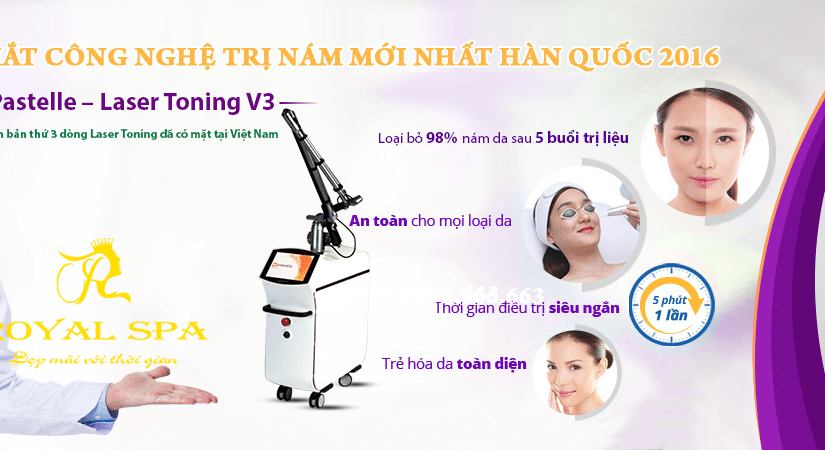 ẮT CÔNG NGHỆ TRỊ NÁM MỚI NHẤT HÀN QUỐC 2016
Pastelle – Laser Toning V3
n bản thứ 3 dòng Laser Toning đã có mặt tại Việt Nam
Loại bỏ 98% nám da sau 5 buổi trị liệu
An toàn cho mọi loại da
Thời gian điều trị siêu ngắn
5 phút
1 lần
Trẻ hóa da toàn diện
ROYAL SPA
Đẹp mãi với thời gian